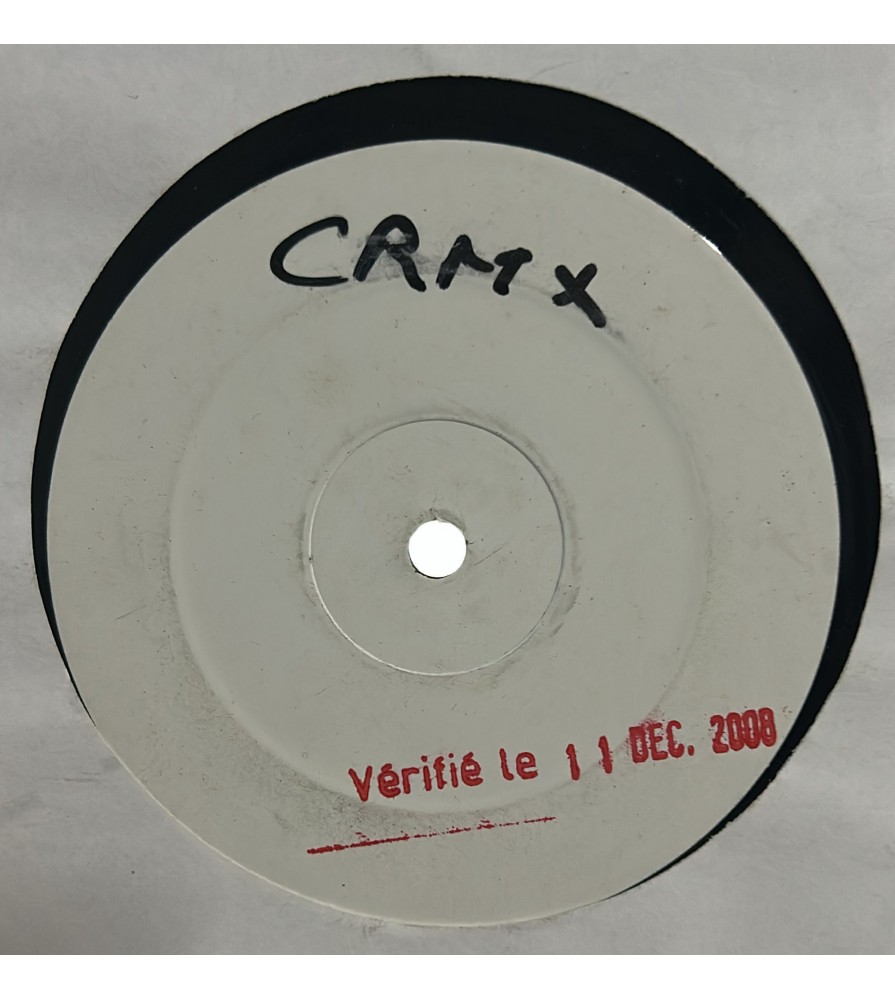 CRMX
Vérifié le 11 DEC. 2008